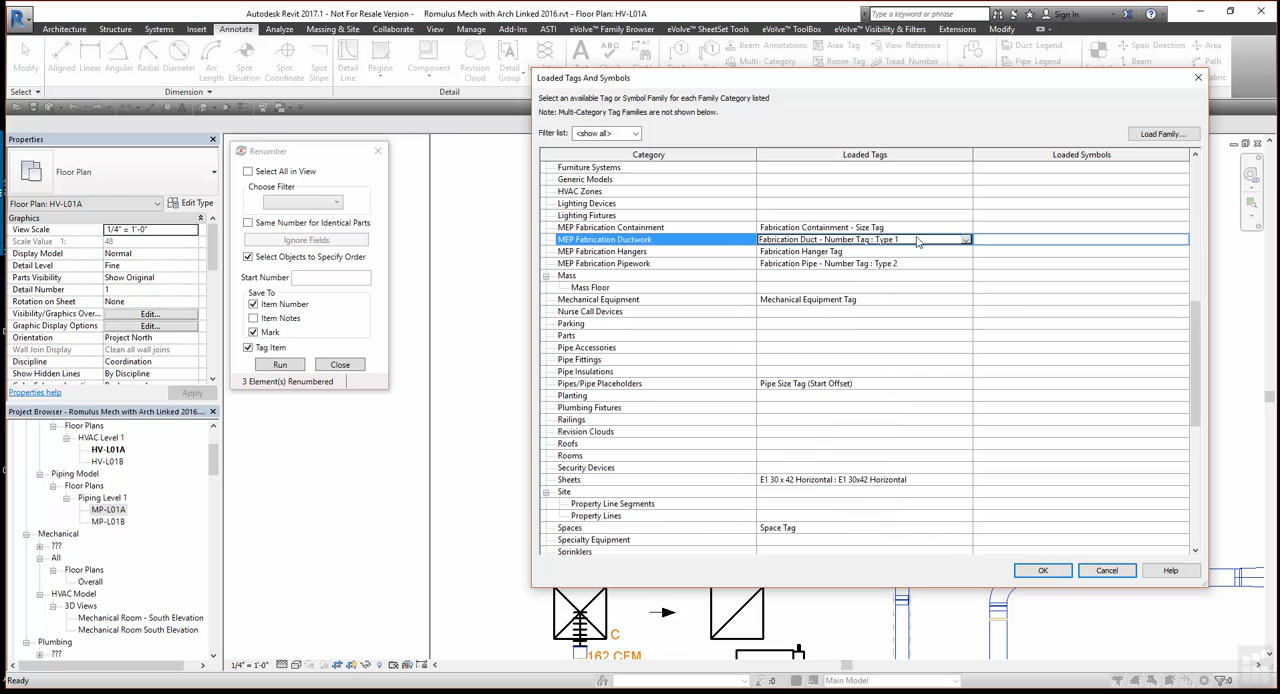 Autodesk Revit 2017.1 - Not For Resale Version - Romulus Mech with Arch Linked 2016.rvt - Floor Plan: HV-L01A
Type a keyword or phrase
Sign In
Architecture Structure Systems Insert Annotate Analyze Massing & Site Collaborate View Manage Add-Ins ASTI eVolve™ Family Browser eVolve™ SheetSet Tools eVolve™ ToolBox eVolve™ Visibility & Filters Extensions Modify
Beam Annotations Area Tag View Reference Duct Legend Span Direction Area
Modify Aligned Linear Angular Radial Diameter Arc Length Spot Elevation Spot Coordinate Spot Slope Detail Line Region Component Revision Cloud Detail Group
Multi-Category Tread Number Pipe Legend Beam Path
Select Dimension Detail
Loaded Tags And Symbols
Select an available Tag or Symbol Family for each Family Category listed
Note: Multi-Category Tag Families are not shown below.
Filter list: <show all>
Load Family...
Category Loaded Tags Loaded Symbols
Furniture Systems
Generic Models
HVAC Zones
Lighting Devices
Lighting Fixtures
MEP Fabrication Containment Fabrication Containment - Size Tag
MEP Fabrication Ductwork Fabrication Duct - Number Tag : Type 1
MEP Fabrication Hangers Fabrication Hanger Tag
MEP Fabrication Pipework Fabrication Pipe - Number Tag : Type 2
Mass
Mass Floor
Mechanical Equipment Mechanical Equipment Tag
Nurse Call Devices
Parking
Parts
Pipe Accessories
Pipe Fittings
Pipe Insulations
Pipes/Pipe Placeholders Pipe Size Tag (Start Offset)
Planting
Plumbing Fixtures
Railings
Revision Clouds
Roofs
Rooms
Security Devices
Sheets E1 30 x 42 Horizontal : E1 30x42 Horizontal
Site
Property Line Segments
Property Lines
Spaces Space Tag
Specialty Equipment
Sprinklers
OK Cancel Help
Properties
Floor Plan
Floor Plan: HV-L01A Edit Type
Graphics
View Scale 1/4" = 1'-0"
Scale Value 1: 48
Display Model Normal
Detail Level Fine
Parts Visibility Show Original
Detail Number 1
Rotation on Sheet None
Visibility/Graphics Over... Edit...
Graphic Display Options Edit...
Orientation Project North
Wall Join Display Clean all wall joins
Discipline Coordination
Show Hidden Lines By Discipline
Properties help Apply
Renumber
Select All in View
Choose Filter
Same Number for Identical Parts
Ignore Fields
Select Objects to Specify Order
Start Number
Save To
Item Number
Item Notes
Mark
Tag Item
Run Close
3 Element(s) Renumbered
Project Browser - Romulus Mech with Arch Linked 2016....
Floor Plans
HVAC Level 1
HV-L01A
HV-L01B
Piping Model
Floor Plans
Piping Level 1
MP-L01A
MP-L01B
Mechanical
???
All
Floor Plans
Overall
HVAC Model
3D Views
Mechanical Room - South Elevation
Mechanical Room South Elevation
Plumbing
???
C
162 CFM
1/4" = 1'-0"
Ready
:0 Main Model :0